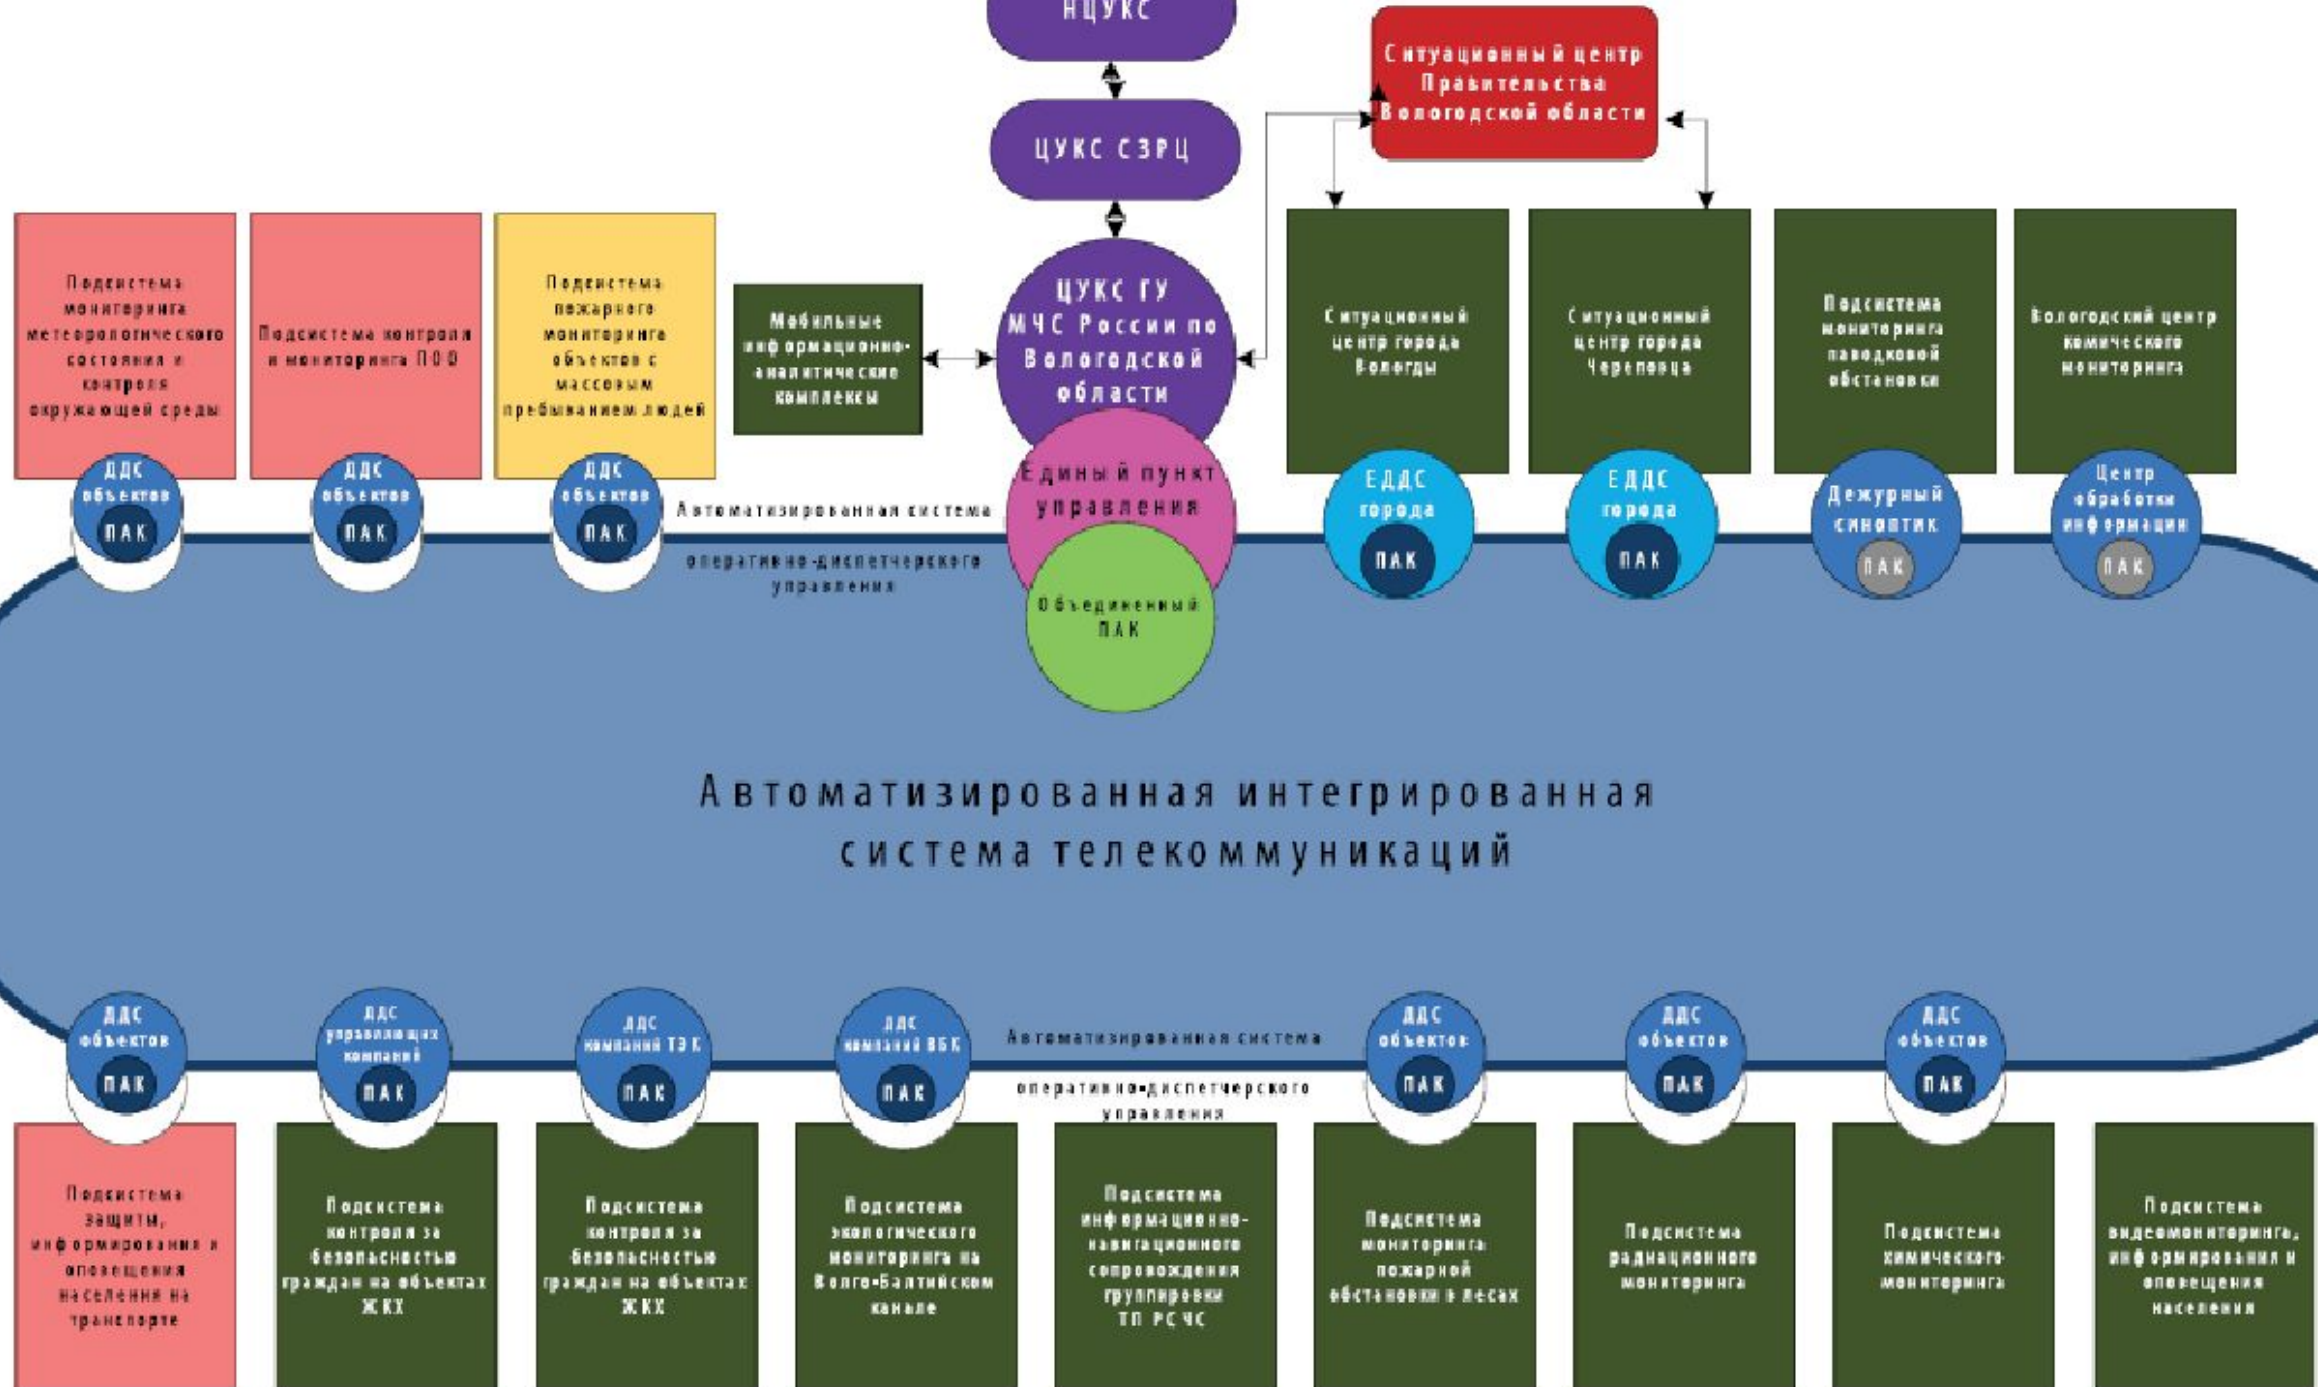 НЦУКС
Ситуационный центр
Правительства
Вологодской области
ЦУКС СЗРЦ
Подсистема
мониторинга
метеорологического
состояния и
контроля
окружающей среды
Подсистема контроля
и мониторинга ПОО
Подсистема
пожарного
мониторинга
объектов с
массовым
пребыванием людей
Мобильные
информационно-
аналитические
комплексы
ЦУКС ГУ
МЧС России по
Вологодской
области
Ситуационный
центр города
Вологды
Ситуационный
центр города
Череповца
Подсистема
мониторинга
паводковой
обстановки
Вологодский центр
комического
мониторинга
ДДС
объектов
ПАК
ДДС
объектов
ПАК
ДДС
объектов
ПАК
Автоматизированная система
оперативно-диспетчерского
управления
Единый пункт
управления
Объединенный
ПАК
ЕДДС
города
ПАК
ЕДДС
города
ПАК
Дежурный
синоптик
ПАК
Центр
обработки
информации
ПАК
Автоматизированная интегрированная
система телекоммуникаций
ДДС
объектов
ПАК
ДДС
управляющих
компаний
ПАК
ДДС
компаний ТЭК
ПАК
ДДС
компаний ВБК
ПАК
Автоматизированная система
оперативно-диспетчерского
управления
ДДС
объектов
ПАК
ДДС
объектов
ПАК
ДДС
объектов
ПАК
Подсистема
защиты,
информирования и
оповещения
населения на
транспорте
Подсистема
контроля за
безопасностью
граждан на объектах
ЖКХ
Подсистема
контроля за
безопасностью
граждан на объектах
ЖКХ
Подсистема
экологического
мониторинга на
Волго-Балтийском
канале
Подсистема
информационно-
навигационного
сопровождения
группировки
ТП РСЧС
Подсистема
мониторинга
пожарной
обстановки в лесах
Подсистема
радиационного
мониторинга
Подсистема
химического
мониторинга
Подсистема
видеомониторинга,
информирования и
оповещения
населения